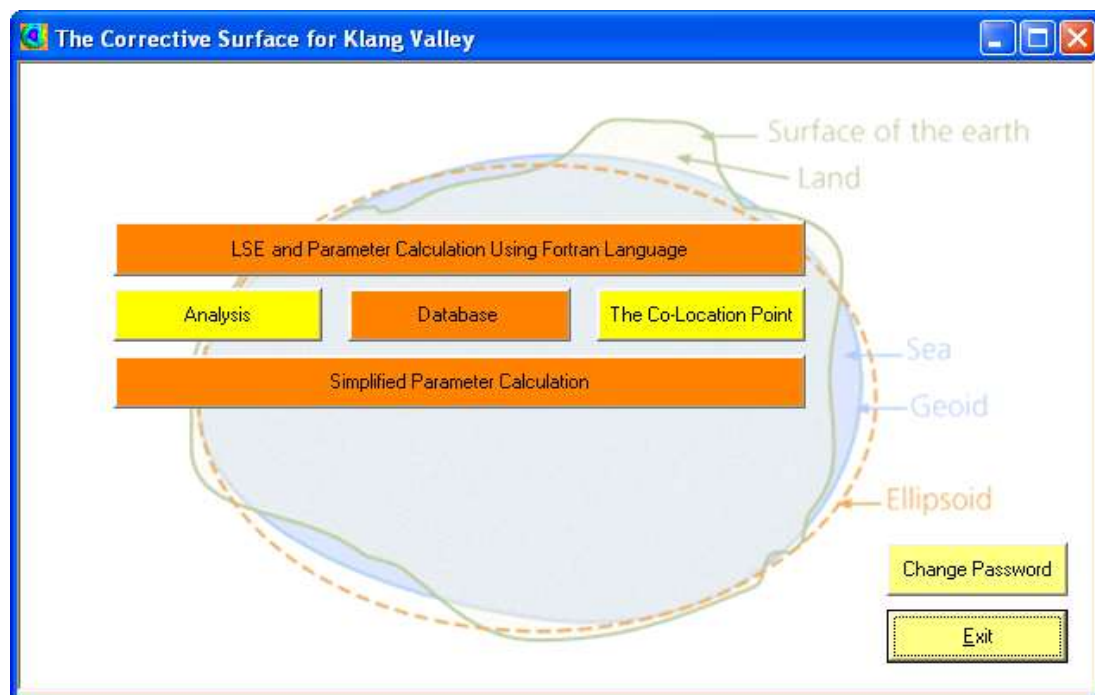 The Corrective Surface for Klang Valley
Surface of the earth
Land
LSE and Parameter Calculation Using Fortran Language
Analysis
Database
The Co-Location Point
Simplified Parameter Calculation
Sea
Geoid
Ellipsoid
Change Password
Exit